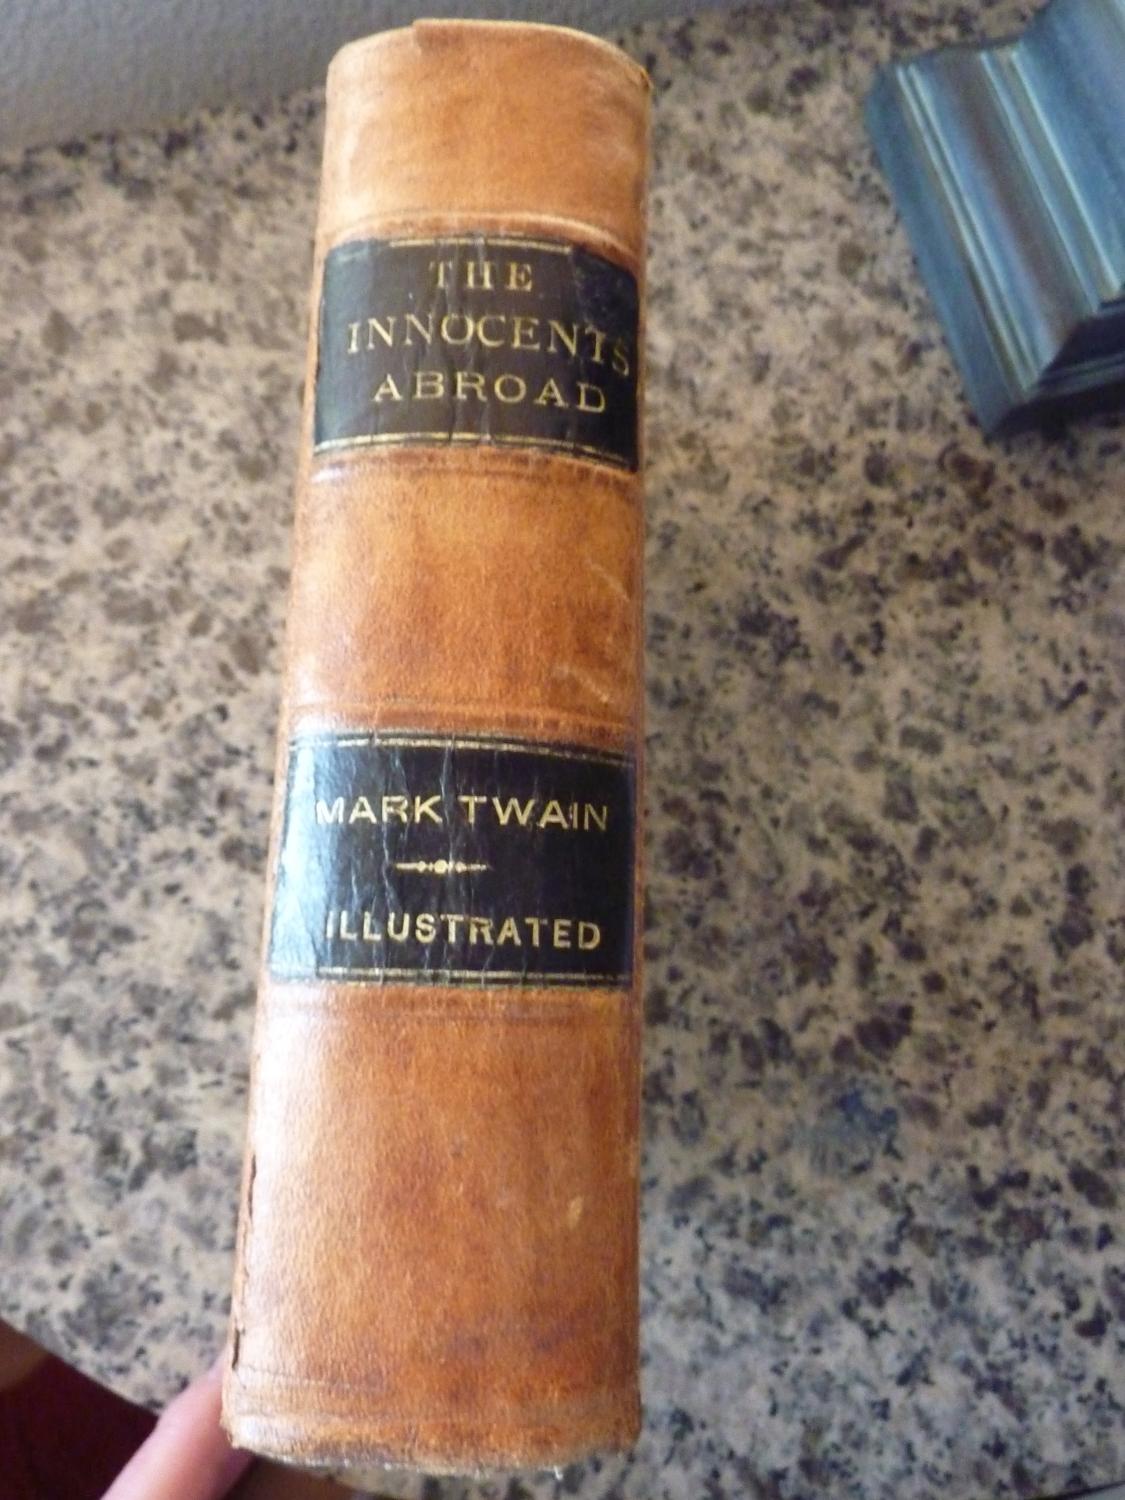 THE
INNOCENTS
ABROAD
MARK TWAIN
ILLUSTRATED